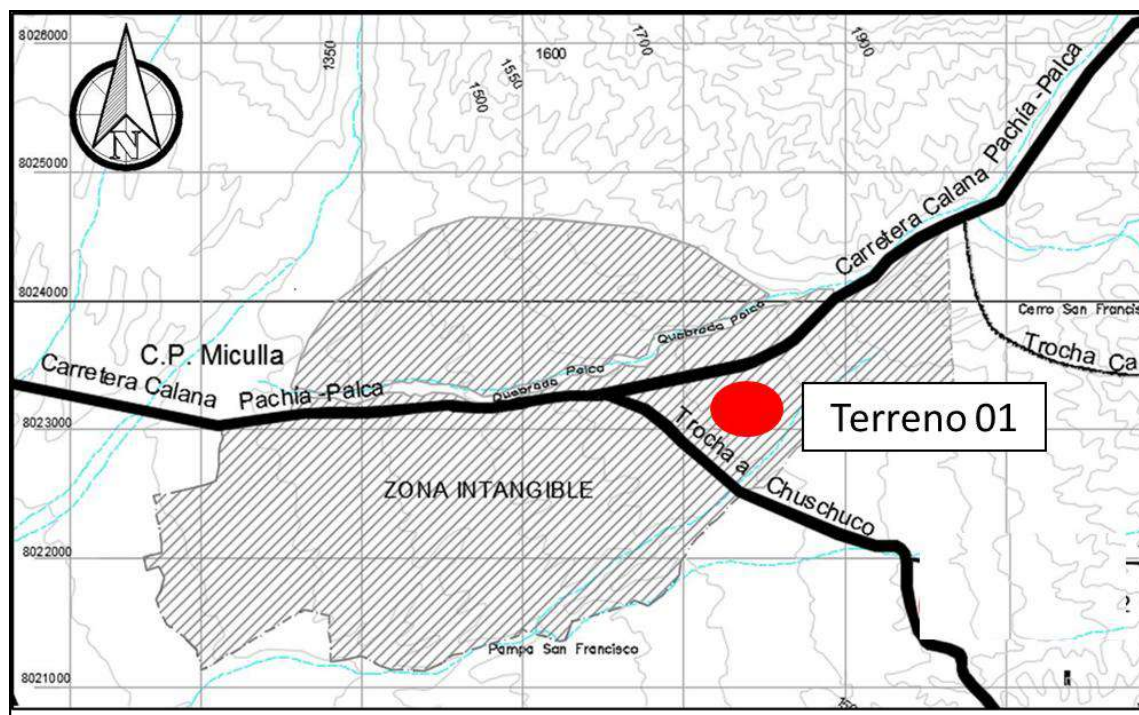 8026000
8025000
8024000
8023000
8022000
8021000
N
1350
1500
1550
1600
1700
1900
Carretera Calana Pachía-Palca
Cerro San Francis
Trocha Ca
Quebrada Palca
C.P. Miculla
Carretera Calana Pachía-Palca
Quebrada Palca
Terreno 01
Trocha a Chuschuco
ZONA INTANGIBLE
Pampa San Francisco
150